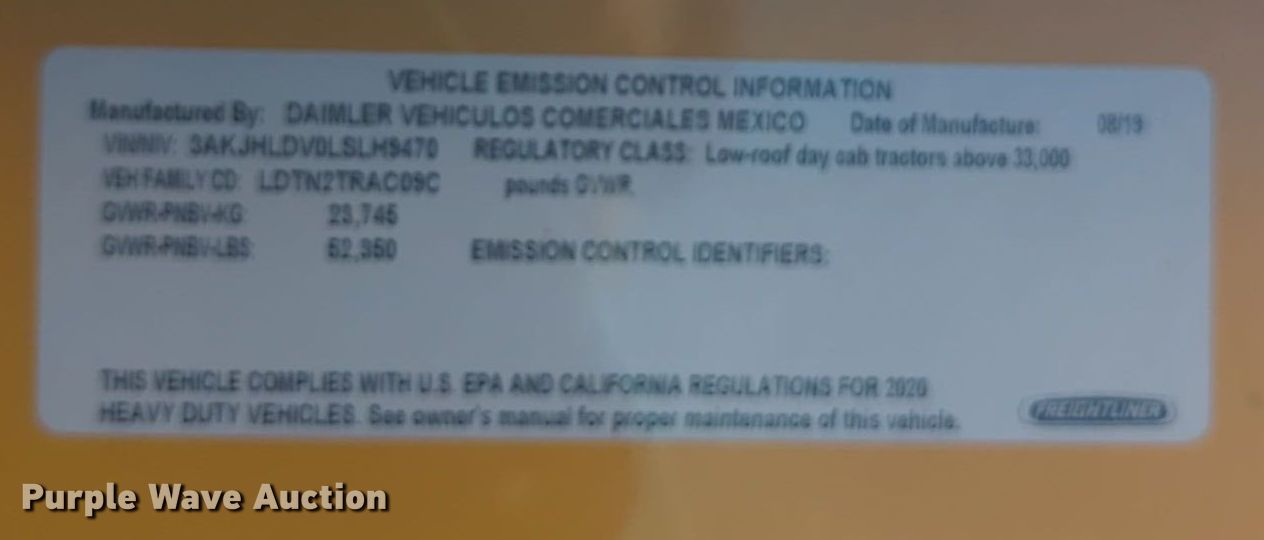 VEHICLE EMISSION CONTROL INFORMATION
Manufactured By: DAIMLER VEHICULOS COMERCIALES MEXICO Date of Manufacture: 08/19
VIN/NIV: 3AKJHLDV0LSLH9470 REGULATORY CLASS: Low-roof day cab tractors above 33,000
VEH FAMILY CD: LDTN2TRAC09C pounds GVWR.
GVWR-PNBV-KG: 23,745
GVWR-PNBV-LBS: 52,350 EMISSION CONTROL IDENTIFIERS:
THIS VEHICLE COMPLIES WITH U.S. EPA AND CALIFORNIA REGULATIONS FOR 2020
HEAVY DUTY VEHICLES. See owner's manual for proper maintenance of this vehicle.
FREIGHTLINER
Purple Wave Auction